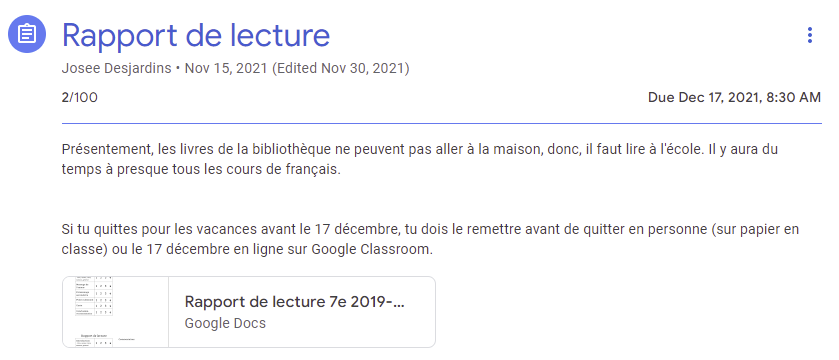 Rapport de lecture
Josee Desjardins • Nov 15, 2021 (Edited Nov 30, 2021)
2/100
Due Dec 17, 2021, 8:30 AM
Présentement, les livres de la bibliothèque ne peuvent pas aller à la maison, donc, il faut lire à l'école. Il y aura du
temps à presque tous les cours de français.
Si tu quittes pour les vacances avant le 17 décembre, tu dois le remettre avant de quitter en personne (sur papier en
classe) ou le 17 décembre en ligne sur Google Classroom.
Rapport de lecture 7e 2019-...
Google Docs
Rapport de lecture